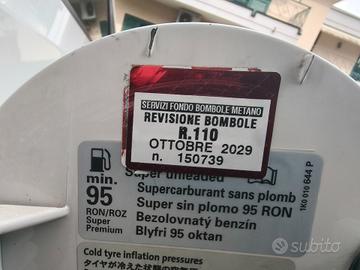 SERVIZI FONDO BOMBOLE METANO
REVISIONE BOMBOLE
R.110
OTTOBRE 2029
n. 150739
Super unleaded
min.
95
RON/ROZ
Super
Premium
Supercarburant sans plomb
Super sin plomo 95 RON
Bezolovnatý benzín
Blyfri 95 oktan
1K0 010 644 P
Cold tyre inflation pressures
subito